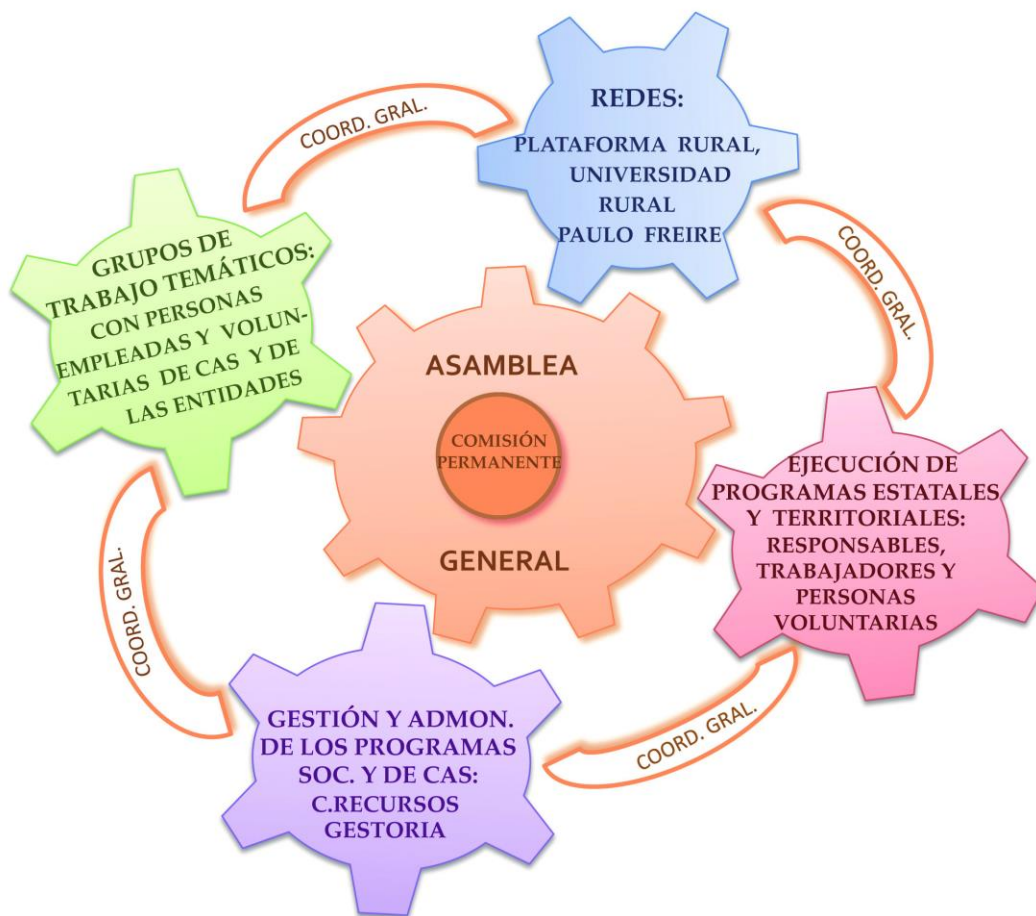 COORD. GRAL.
REDES:
PLATAFORMA RURAL,
UNIVERSIDAD
RURAL
PAULO FREIRE
COORD. GRAL.
GRUPOS DE
TRABAJO TEMÁTICOS:
CON PERSONAS
EMPLEADAS Y VOLUN-
TARIAS DE CAS Y DE
LAS ENTIDADES
ASAMBLEA
COMISIÓN
PERMANENTE
GENERAL
EJECUCIÓN DE
PROGRAMAS ESTATALES
Y TERRITORIALES:
RESPONSABLES,
TRABAJADORES Y
PERSONAS
VOLUNTARIAS
COORD. GRAL.
GESTIÓN Y ADMON.
DE LOS PROGRAMAS
SOC. Y DE CAS:
C.RECURSOS
GESTORIA
COORD. GRAL.